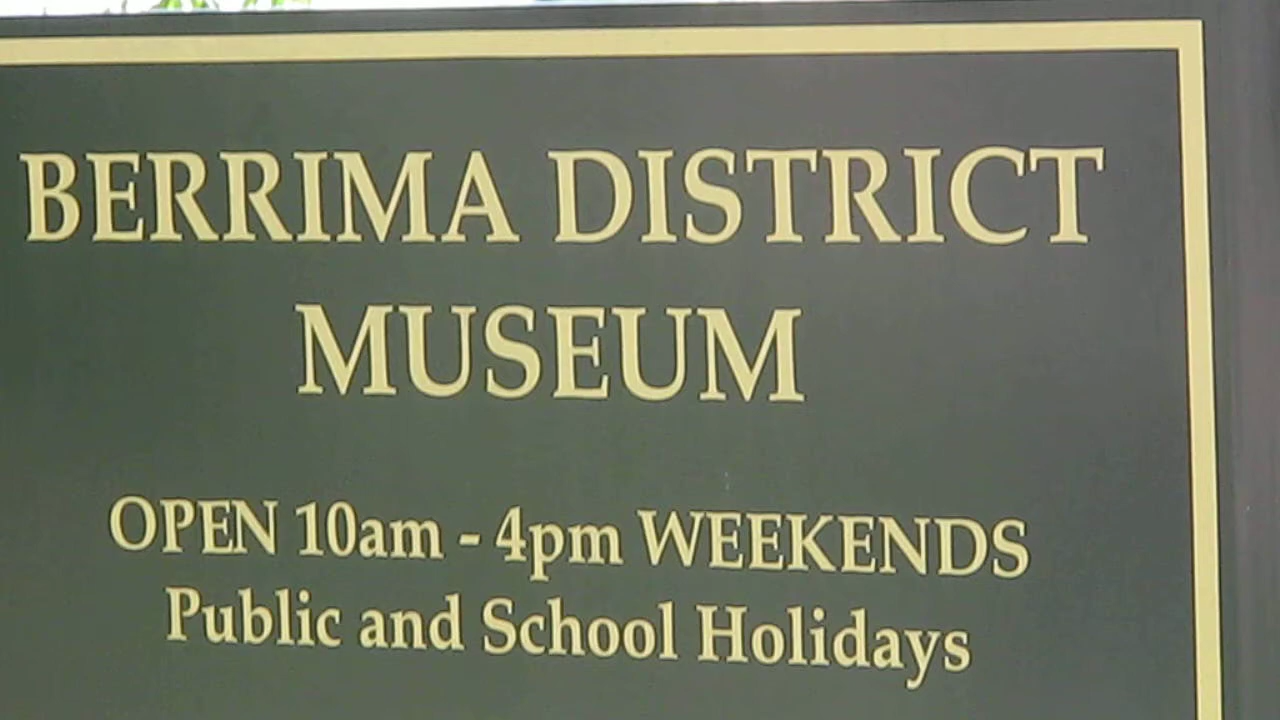 BERRIMA DISTRICT
MUSEUM
OPEN 10am - 4pm WEEKENDS
Public and School Holidays